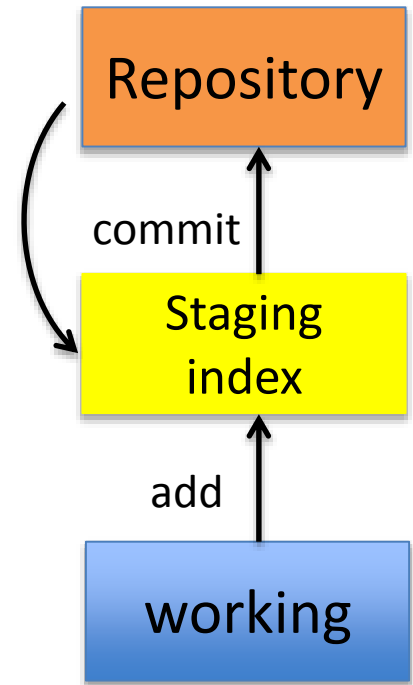 Repository
commit
Staging
index
add
working